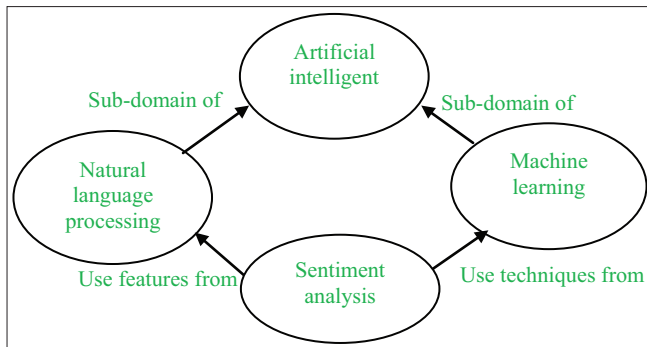 Artificial
intelligent
Sub-domain of
Sub-domain of
Natural
language
processing
Machine
learning
Use features from
Sentiment
analysis
Use techniques from